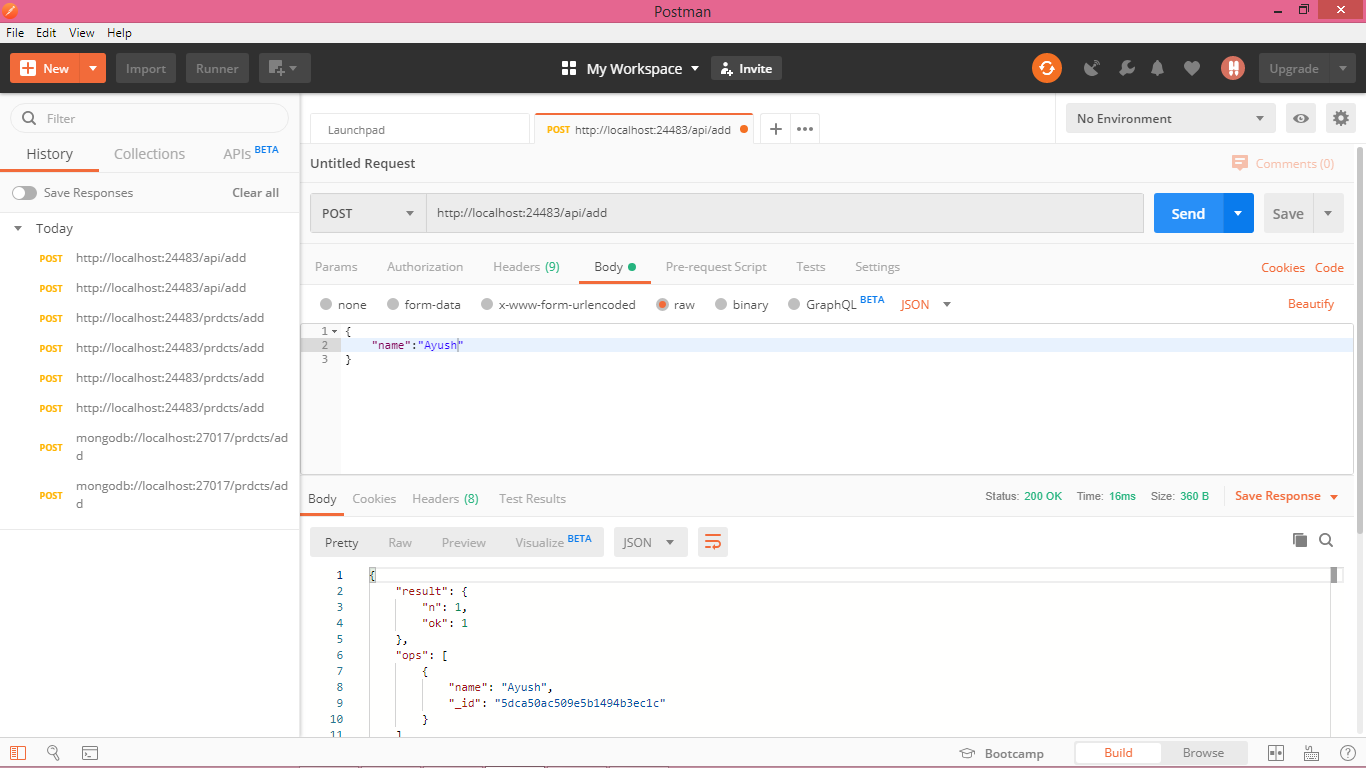 Postman
File Edit View Help
New Import Runner My Workspace Invite Upgrade
Filter
History Collections APIs BETA
Save Responses Clear all
Today
POST http://localhost:24483/api/add
POST http://localhost:24483/api/add
POST http://localhost:24483/prdcts/add
POST http://localhost:24483/prdcts/add
POST http://localhost:24483/prdcts/add
POST http://localhost:24483/prdcts/add
POST mongodb://localhost:27017/prdcts/ad
d
POST mongodb://localhost:27017/prdcts/ad
d
Launchpad POST http://localhost:24483/api/add No Environment
Untitled Request Comments (0)
POST http://localhost:24483/api/add Send Save
Params Authorization Headers (9) Body Pre-request Script Tests Settings Cookies Code
none form-data x-www-form-urlencoded raw binary GraphQL BETA JSON Beautify
1 {
2 "name":"Ayush"
3 }
Body Cookies Headers (8) Test Results Status: 200 OK Time: 16ms Size: 360 B Save Response
Pretty Raw Preview Visualize BETA JSON
1 {
2 "result": {
3 "n": 1,
4 "ok": 1
5 },
6 "ops": [
7 {
8 "name": "Ayush",
9 "_id": "5dca50ac509e5b1494b3ec1c"
10 }
11 ]
Bootcamp Build Browse